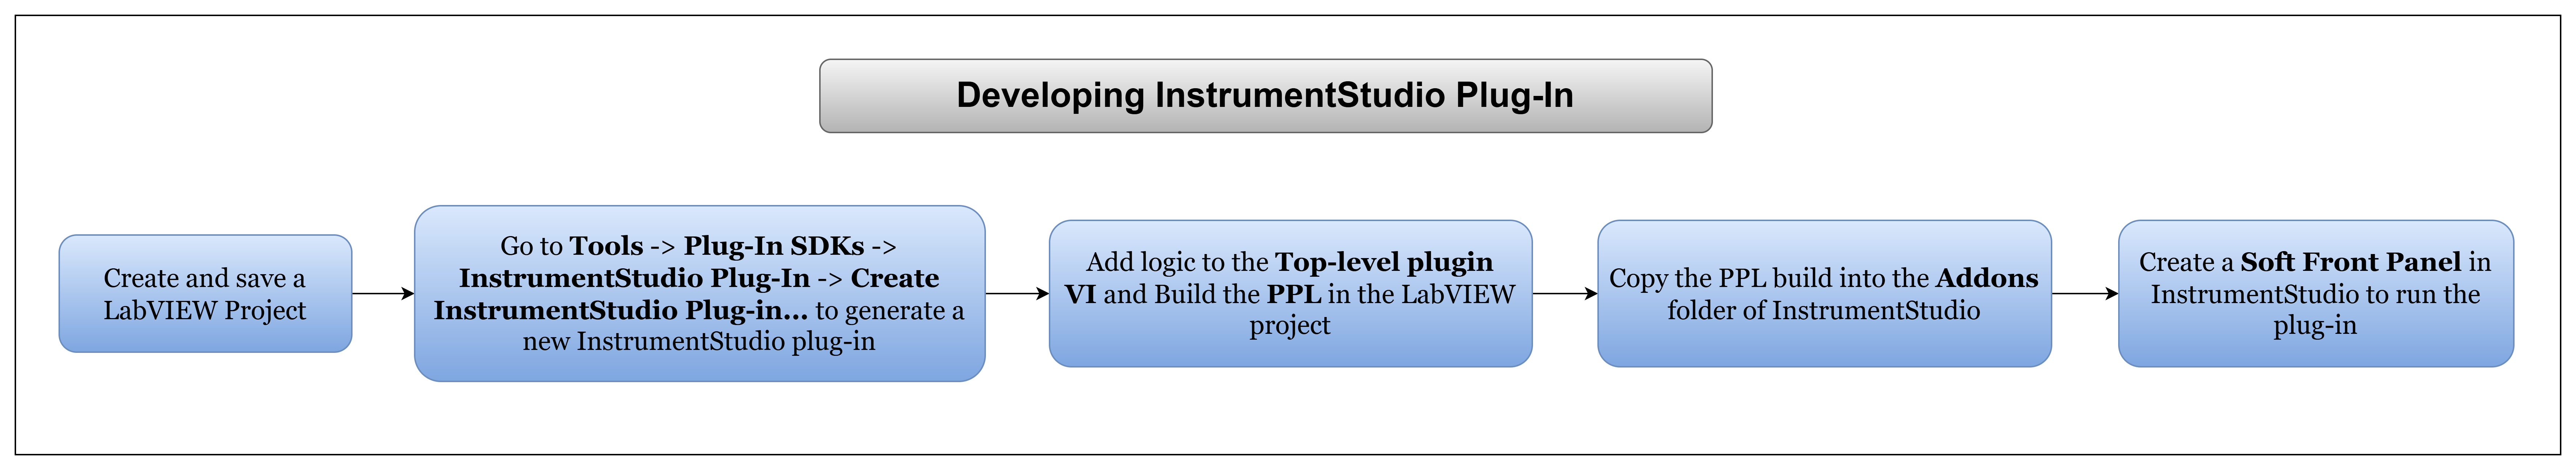 Developing InstrumentStudio Plug-In
Create and save a
LabVIEW Project
Go to Tools -> Plug-In SDKs ->
InstrumentStudio Plug-In -> Create
InstrumentStudio Plug-in... to generate a
new InstrumentStudio plug-in
Add logic to the Top-level plugin
VI and Build the PPL in the LabVIEW
project
Copy the PPL build into the Addons
folder of InstrumentStudio
Create a Soft Front Panel in
InstrumentStudio to run the
plug-in